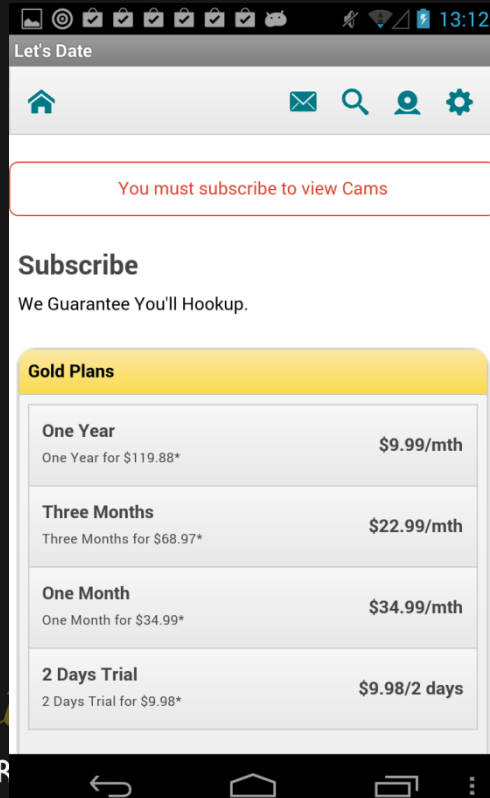 13:12
Let's Date
You must subscribe to view Cams
Subscribe
We Guarantee You'll Hookup.
Gold Plans
One Year
One Year for $119.88*
$9.99/mth
Three Months
Three Months for $68.97*
$22.99/mth
One Month
One Month for $34.99*
$34.99/mth
2 Days Trial
2 Days Trial for $9.98*
$9.98/2 days